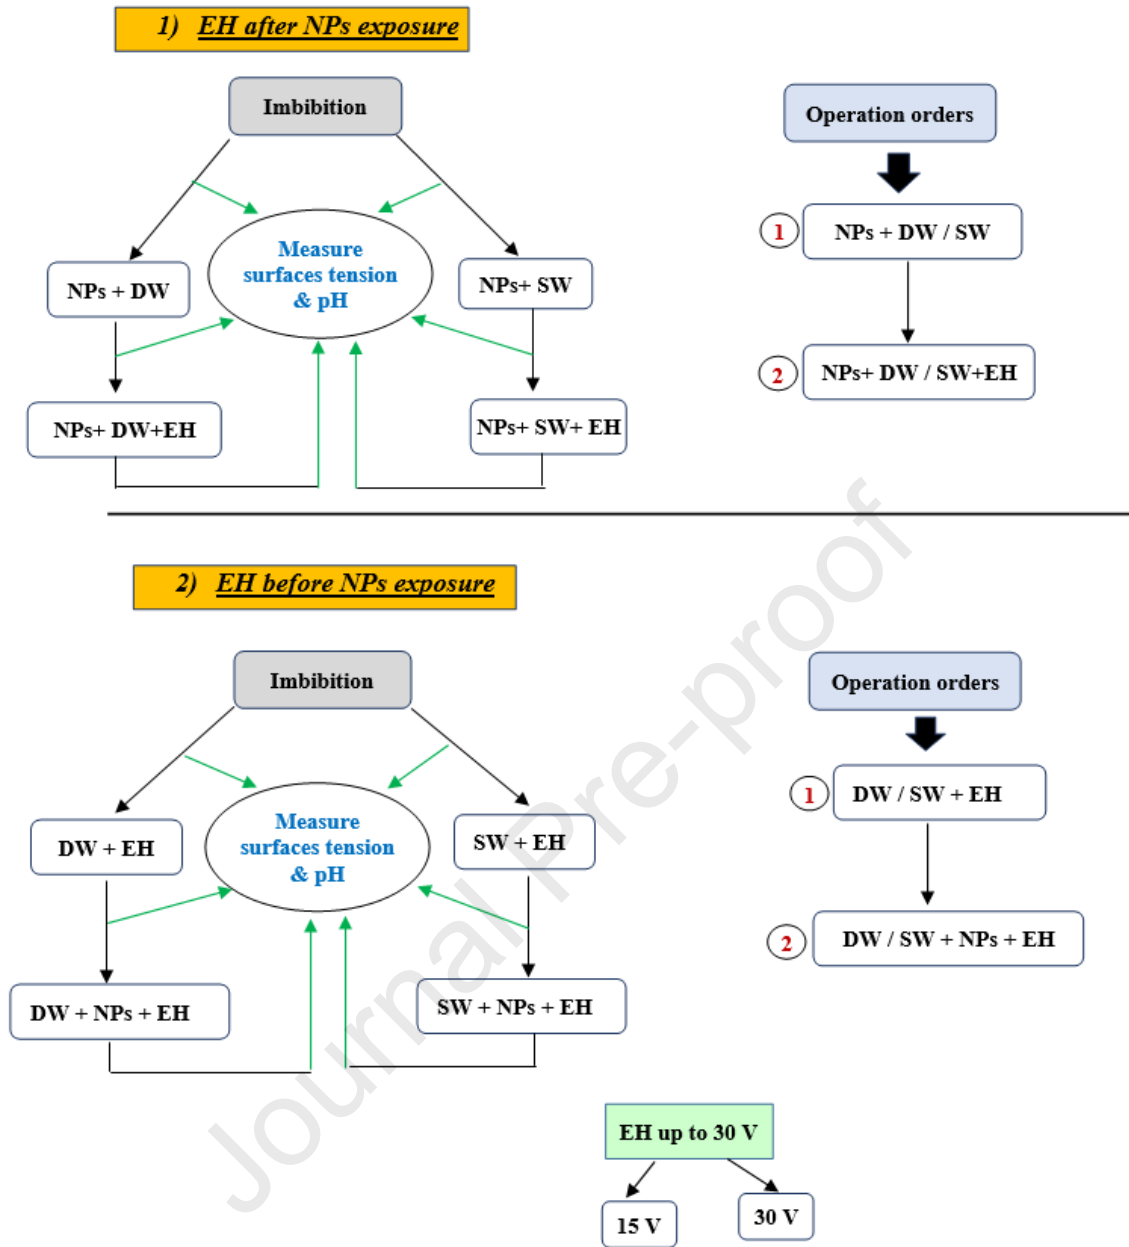 1) EH after NPs exposure
Imbibition
Operation orders
1
NPs + DW / SW
Measure
surfaces tension
& pH
NPs + DW
NPs+ SW
2
NPs+ DW / SW+EH
NPs+ DW+EH
NPs+ SW+ EH
2) EH before NPs exposure
Imbibition
Operation orders
1
DW / SW + EH
Measure
surfaces tension
& pH
DW + EH
SW + EH
2
DW / SW + NPs + EH
DW + NPs + EH
SW + NPs + EH
EH up to 30 V
15 V
30 V
Journal Pre-proof